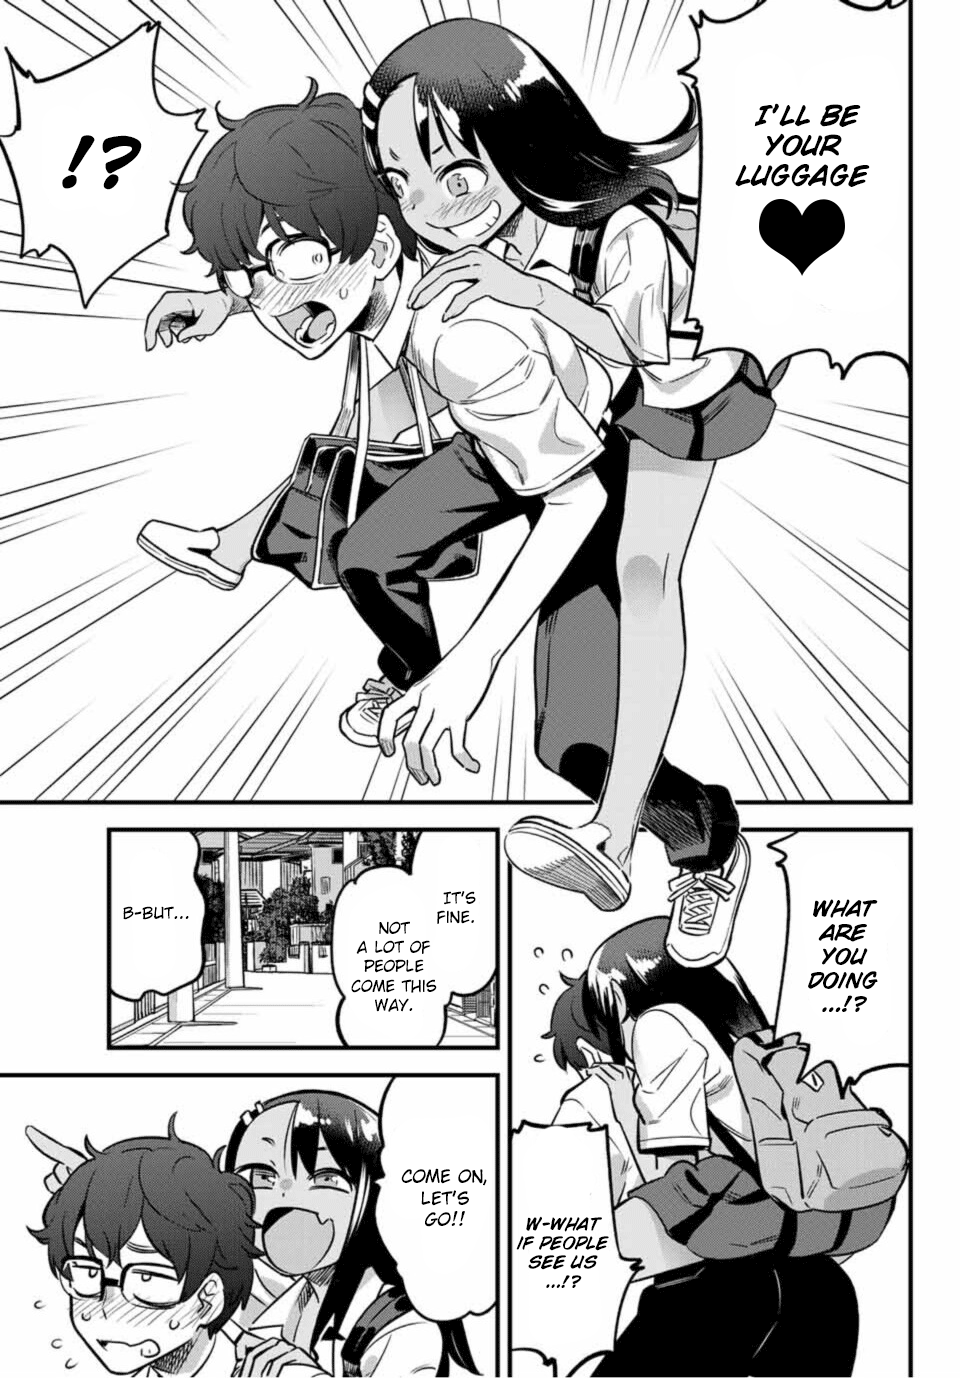 I'LL BE
YOUR
LUGGAGE
♥
!?
WHAT
ARE
YOU
DOING
...!?
W-WHAT
IF PEOPLE
SEE US
...!?
IT'S
FINE.
NOT
A LOT OF
PEOPLE
COME THIS
WAY.
B-BUT...
COME ON,
LET'S
GO!!